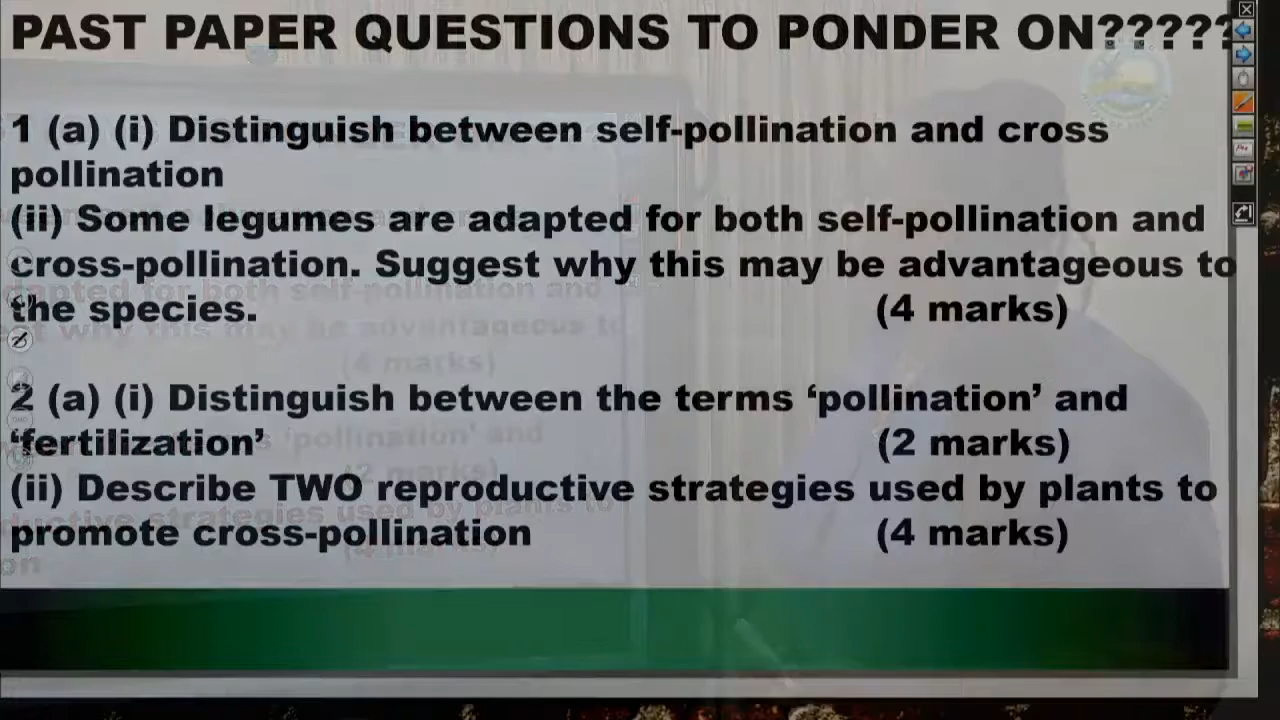 PAST PAPER QUESTIONS TO PONDER ON?????
1 (a) (i) Distinguish between self-pollination and cross
pollination
(ii) Some legumes are adapted for both self-pollination and
cross-pollination. Suggest why this may be advantageous to
the species. (4 marks)
2 (a) (i) Distinguish between the terms ‘pollination’ and
‘fertilization’ (2 marks)
(ii) Describe TWO reproductive strategies used by plants to
promote cross-pollination (4 marks)